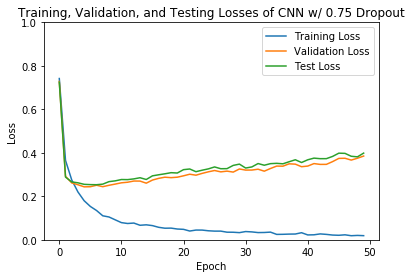 Training, Validation, and Testing Losses of CNN w/ 0.75 Dropout
1.0
0.8
0.6
0.4
0.2
0.0
Loss
Training Loss
Validation Loss
Test Loss
0 10 20 30 40 50
Epoch